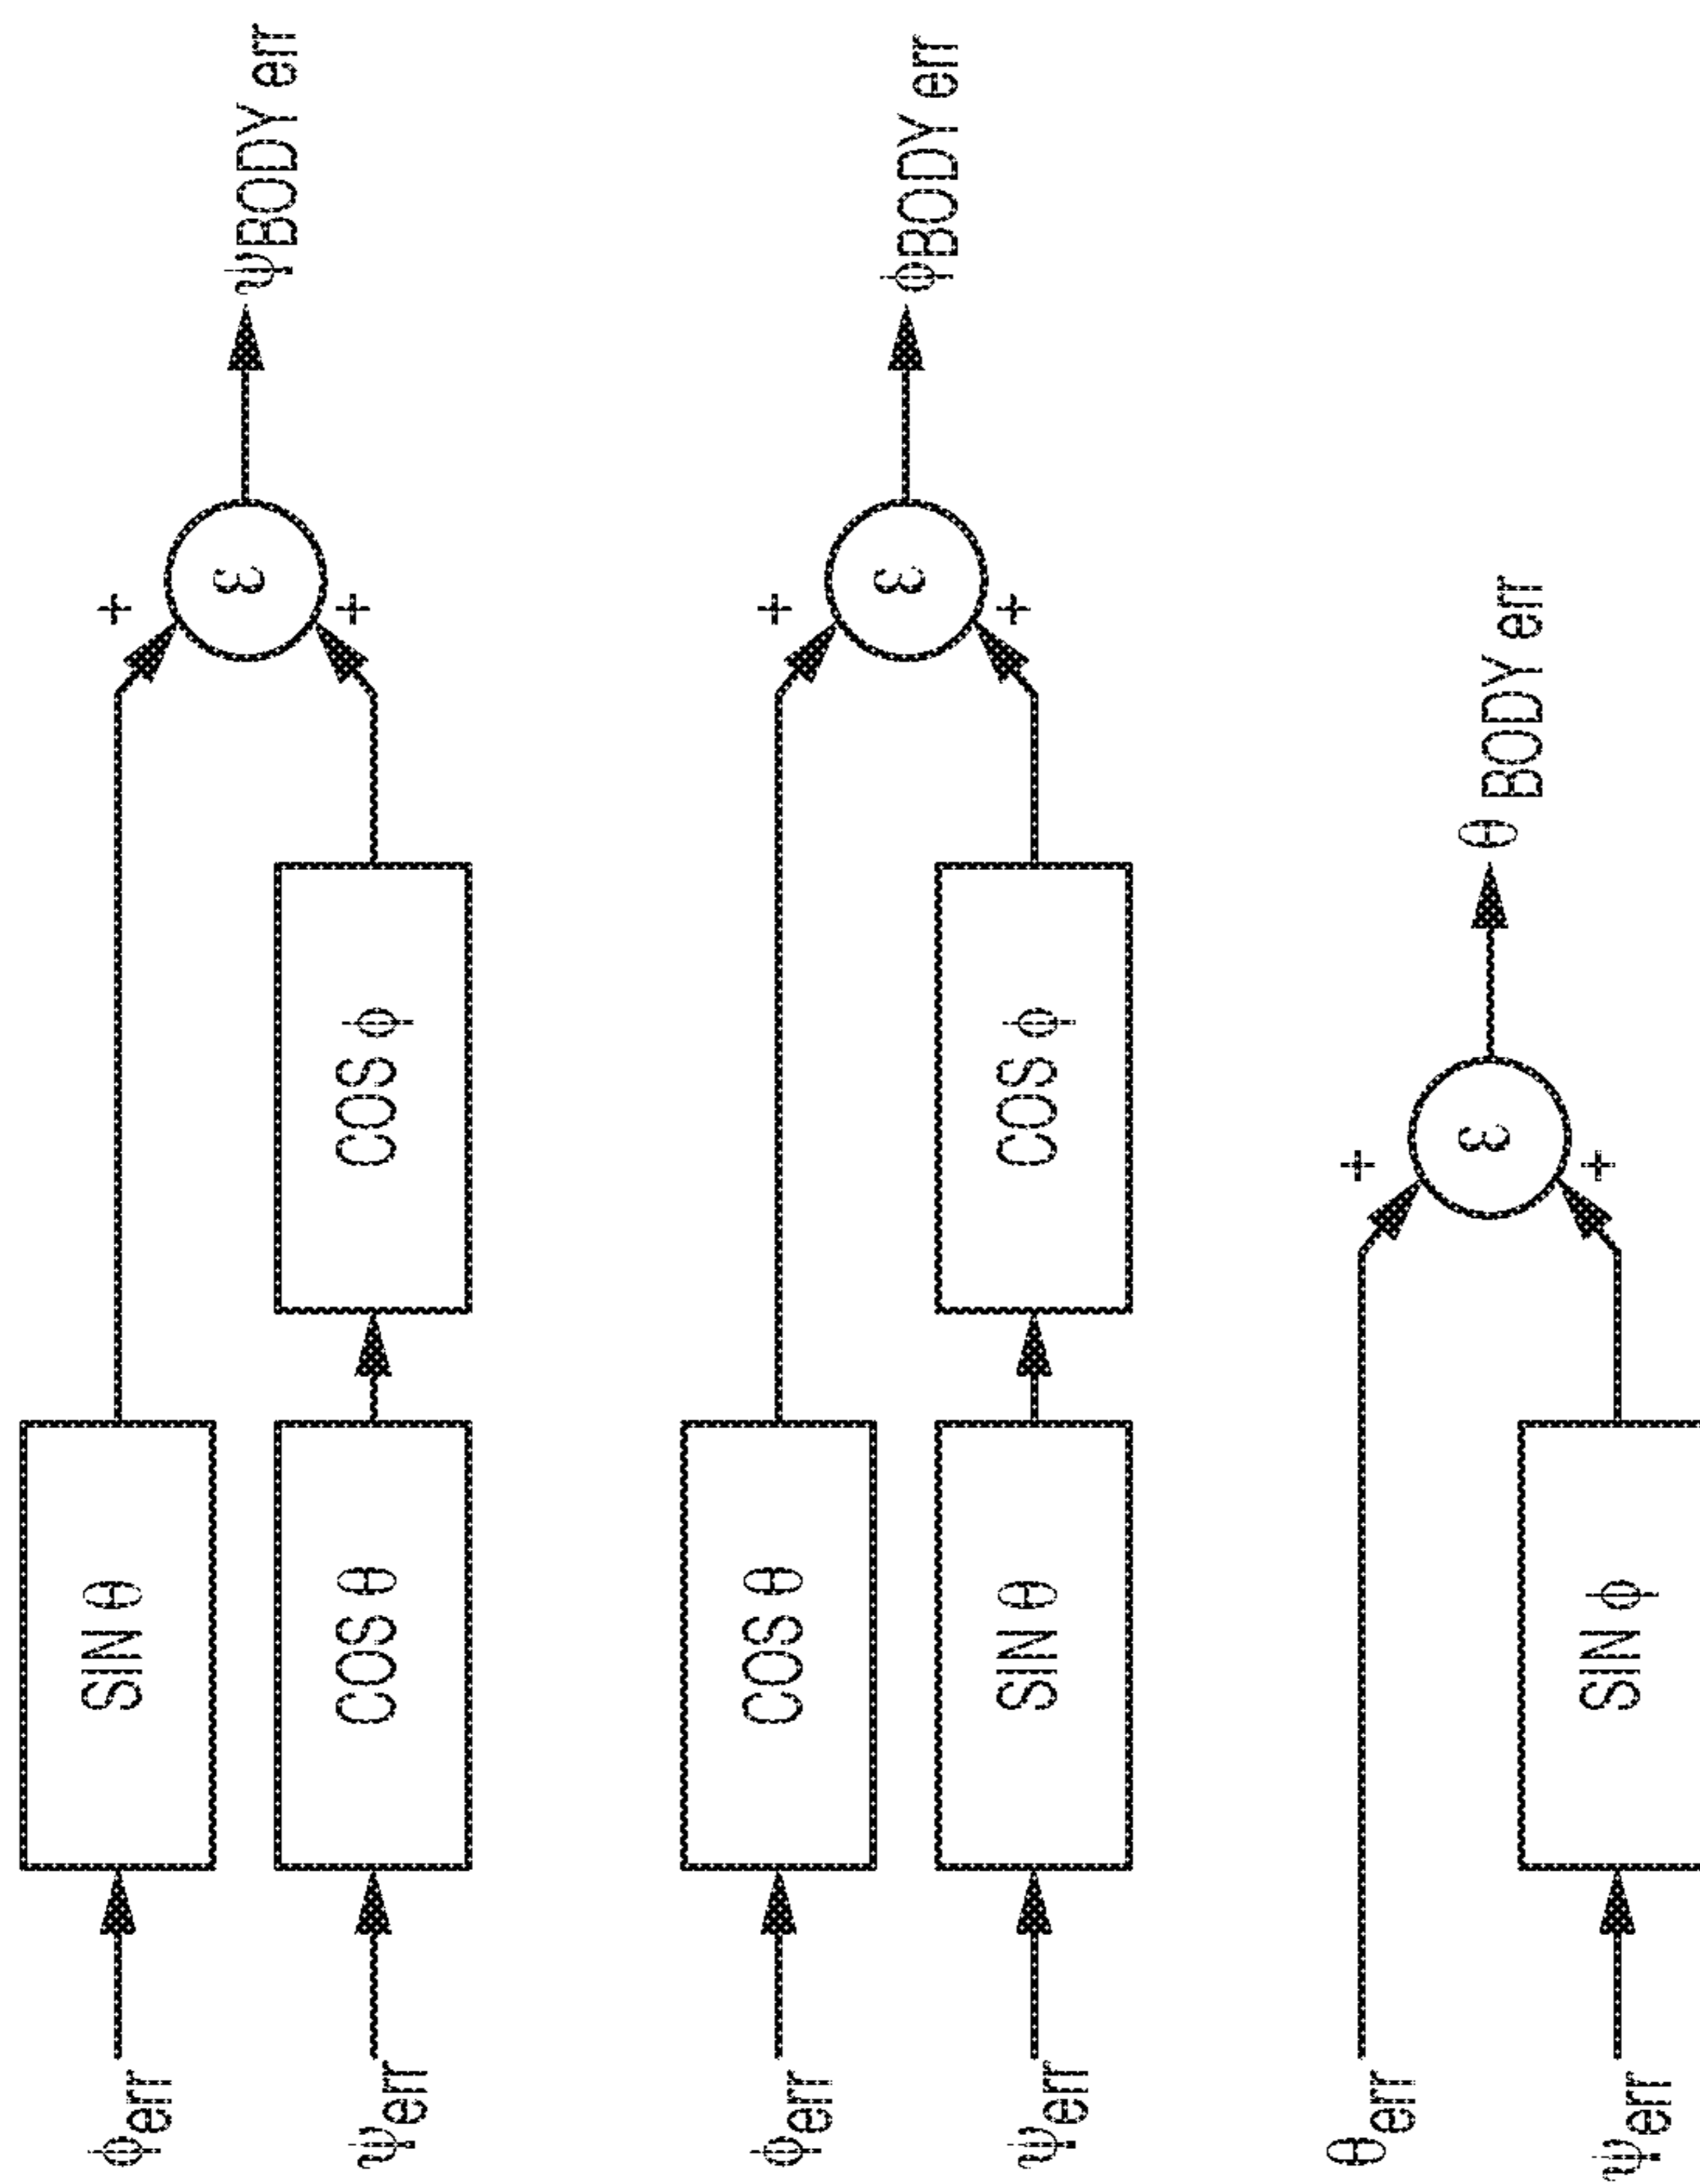 ϕerr
SIN θ
+
ε
ψBODY err
ψerr
COS θ
COS ϕ
+
ϕerr
COS θ
+
ε
ϕBODY err
ψerr
SIN θ
COS ϕ
+
θerr
+
ε
θ BODY err
ψerr
SIN ϕ
+